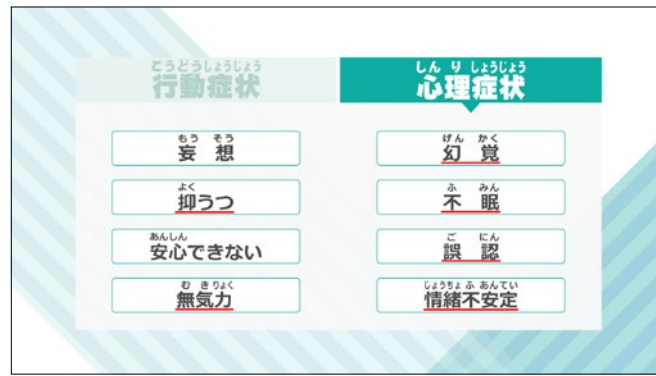 こうどうしょうじょう
行動症状
しんりしょうじょう
心理症状
もう そう
妄 想
げん かく
幻 覚
よく
抑うつ
ふ みん
不 眠
あんしん
安心できない
ご にん
誤 認
む きりょく
無気力
じょうちょ ふ あんてい
情緒不安定